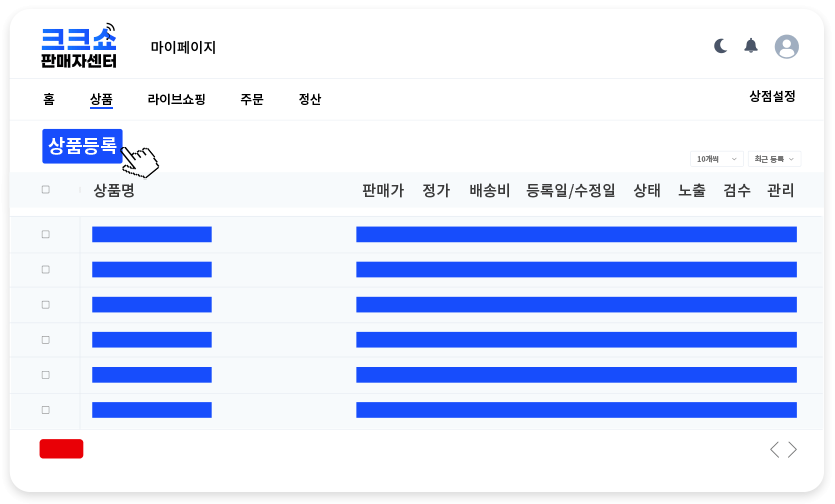 크크쇼
판매자센터
마이페이지
홈 상품 라이브쇼핑 주문 정산 상점설정
상품등록
10개씩 최근 등록
상품명 판매가 정가 배송비 등록일/수정일 상태 노출 검수 관리